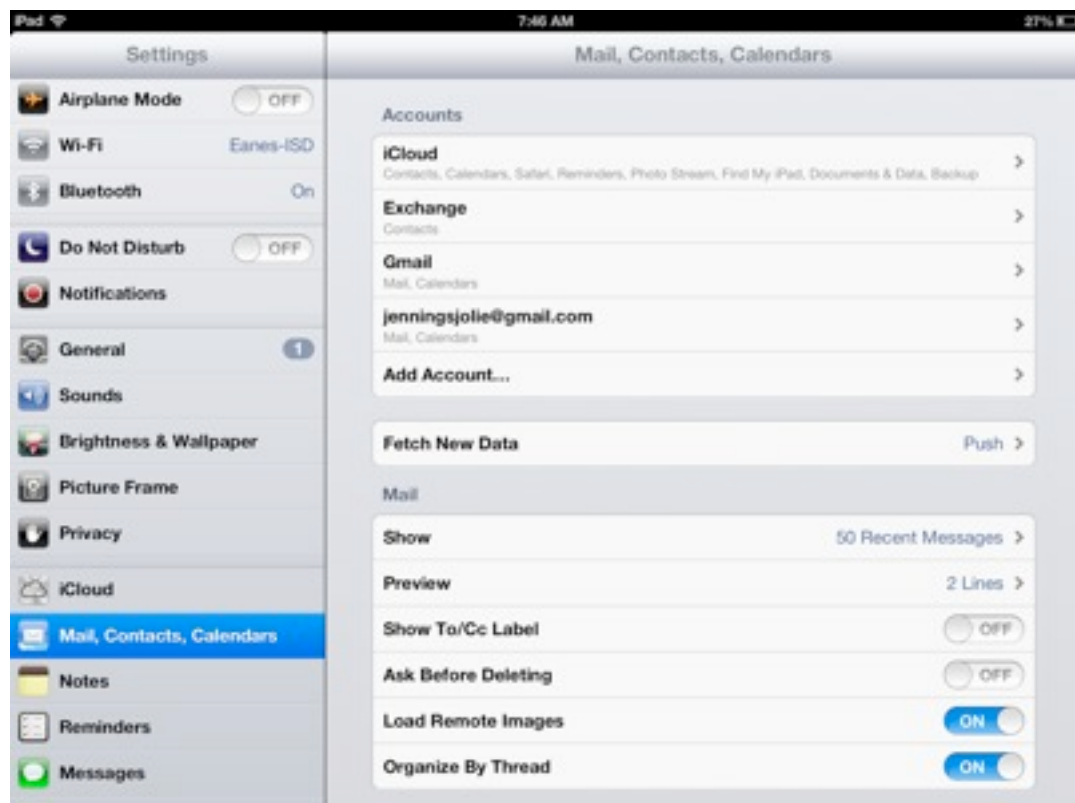 iPad 7:46 AM 27%
Settings
Mail, Contacts, Calendars
Airplane Mode OFF
Wi-Fi Eanes-ISD
Bluetooth On
Do Not Disturb OFF
Notifications
General 1
Sounds
Brightness & Wallpaper
Picture Frame
Privacy
iCloud
Mail, Contacts, Calendars
Notes
Reminders
Messages
Accounts
iCloud
Contacts, Calendars, Safari, Reminders, Photo Stream, Find My iPad, Documents & Data, Backup
Exchange
Contacts
Gmail
Mail, Calendars
jenningsjolie@gmail.com
Mail, Calendars
Add Account...
Fetch New Data Push
Mail
Show 50 Recent Messages
Preview 2 Lines
Show To/Cc Label OFF
Ask Before Deleting OFF
Load Remote Images ON
Organize By Thread ON